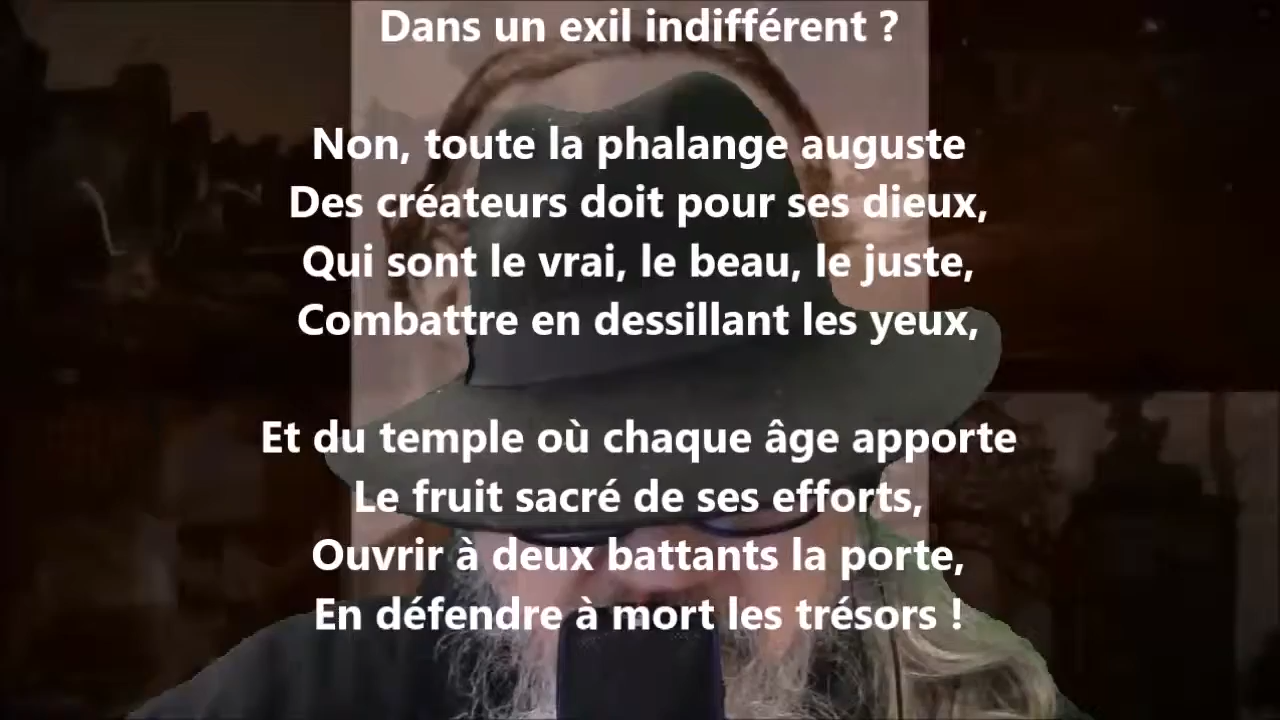 Dans un exil indifférent ?
Non, toute la phalange auguste
Des créateurs doit pour ses dieux,
Qui sont le vrai, le beau, le juste,
Combattre en dessillant les yeux,
Et du temple où chaque âge apporte
Le fruit sacré de ses efforts,
Ouvrir à deux battants la porte,
En défendre à mort les trésors !